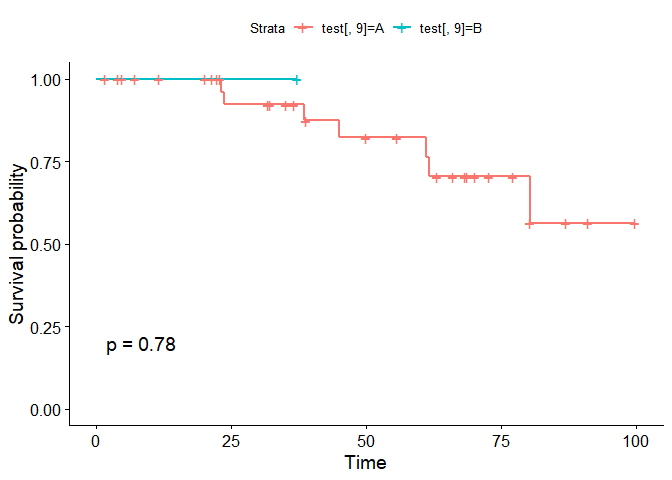 Strata test[, 9]=A test[, 9]=B
1.00
0.75
0.50
0.25
0.00
Survival probability
p = 0.78
0 25 50 75 100
Time